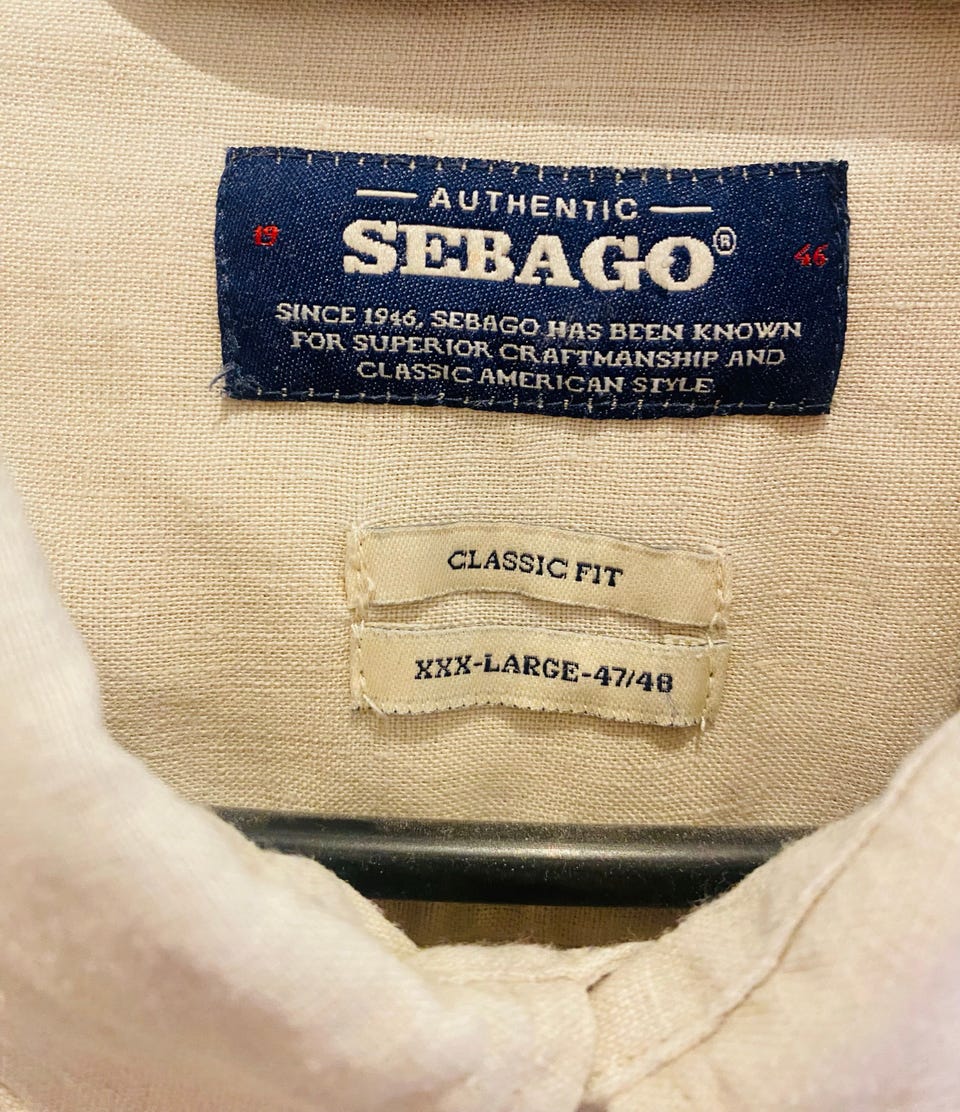 AUTHENTIC
19 SEBAGO® 46
SINCE 1946, SEBAGO HAS BEEN KNOWN
FOR SUPERIOR CRAFTMANSHIP AND
CLASSIC AMERICAN STYLE
CLASSIC FIT
XXX-LARGE-47/48